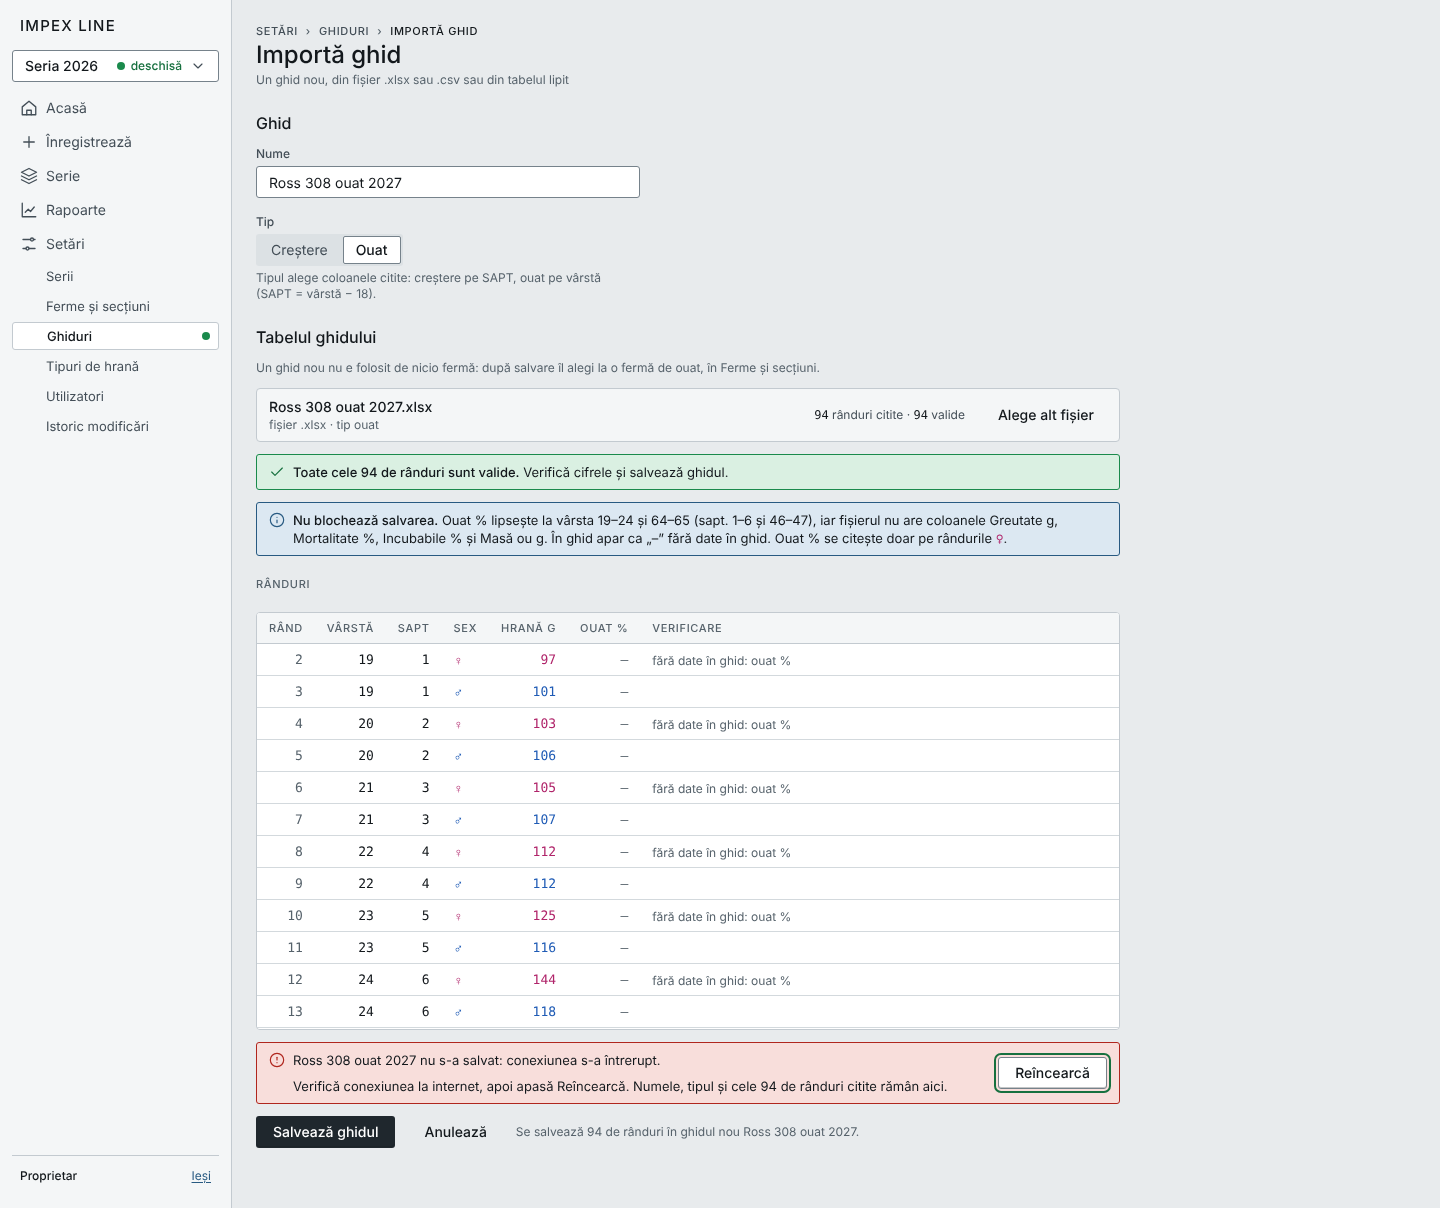 IMPEX LINE
Seria 2026 deschisă
Acasă
Înregistrează
Serie
Rapoarte
Setări
Serii
Ferme și secțiuni
Ghiduri
Tipuri de hrană
Utilizatori
Istoric modificări
Proprietar Ieși
SETĂRI › GHIDURI › IMPORTĂ GHID
Importă ghid
Un ghid nou, din fișier .xlsx sau .csv sau din tabelul lipit
Ghid
Nume
Ross 308 ouat 2027
Tip
Creștere Ouat
Tipul alege coloanele citite: creștere pe SAPT, ouat pe vârstă
(SAPT = vârstă − 18).
Tabelul ghidului
Un ghid nou nu e folosit de nicio fermă: după salvare îl alegi la o fermă de ouat, în Ferme și secțiuni.
Ross 308 ouat 2027.xlsx
fișier .xlsx · tip ouat
94 rânduri citite · 94 valide
Alege alt fișier
Toate cele 94 de rânduri sunt valide. Verifică cifrele și salvează ghidul.
Nu blochează salvarea. Ouat % lipsește la vârsta 19–24 și 64–65 (sapt. 1–6 și 46–47), iar fișierul nu are coloanele Greutate g,
Mortalitate %, Incubabile % și Masă ou g. În ghid apar ca „–” fără date în ghid. Ouat % se citește doar pe rândurile ♀.
RÂNDURI
RÂND VÂRSTĂ SAPT SEX HRANĂ G OUAT % VERIFICARE
2 19 1 ♀ 97 – fără date în ghid: ouat %
3 19 1 ♂ 101 –
4 20 2 ♀ 103 – fără date în ghid: ouat %
5 20 2 ♂ 106 –
6 21 3 ♀ 105 – fără date în ghid: ouat %
7 21 3 ♂ 107 –
8 22 4 ♀ 112 – fără date în ghid: ouat %
9 22 4 ♂ 112 –
10 23 5 ♀ 125 – fără date în ghid: ouat %
11 23 5 ♂ 116 –
12 24 6 ♀ 144 – fără date în ghid: ouat %
13 24 6 ♂ 118 –
Ross 308 ouat 2027 nu s-a salvat: conexiunea s-a întrerupt.
Verifică conexiunea la internet, apoi apasă Reîncearcă. Numele, tipul și cele 94 de rânduri citite rămân aici.
Reîncearcă
Salvează ghidul Anulează Se salvează 94 de rânduri în ghidul nou Ross 308 ouat 2027.